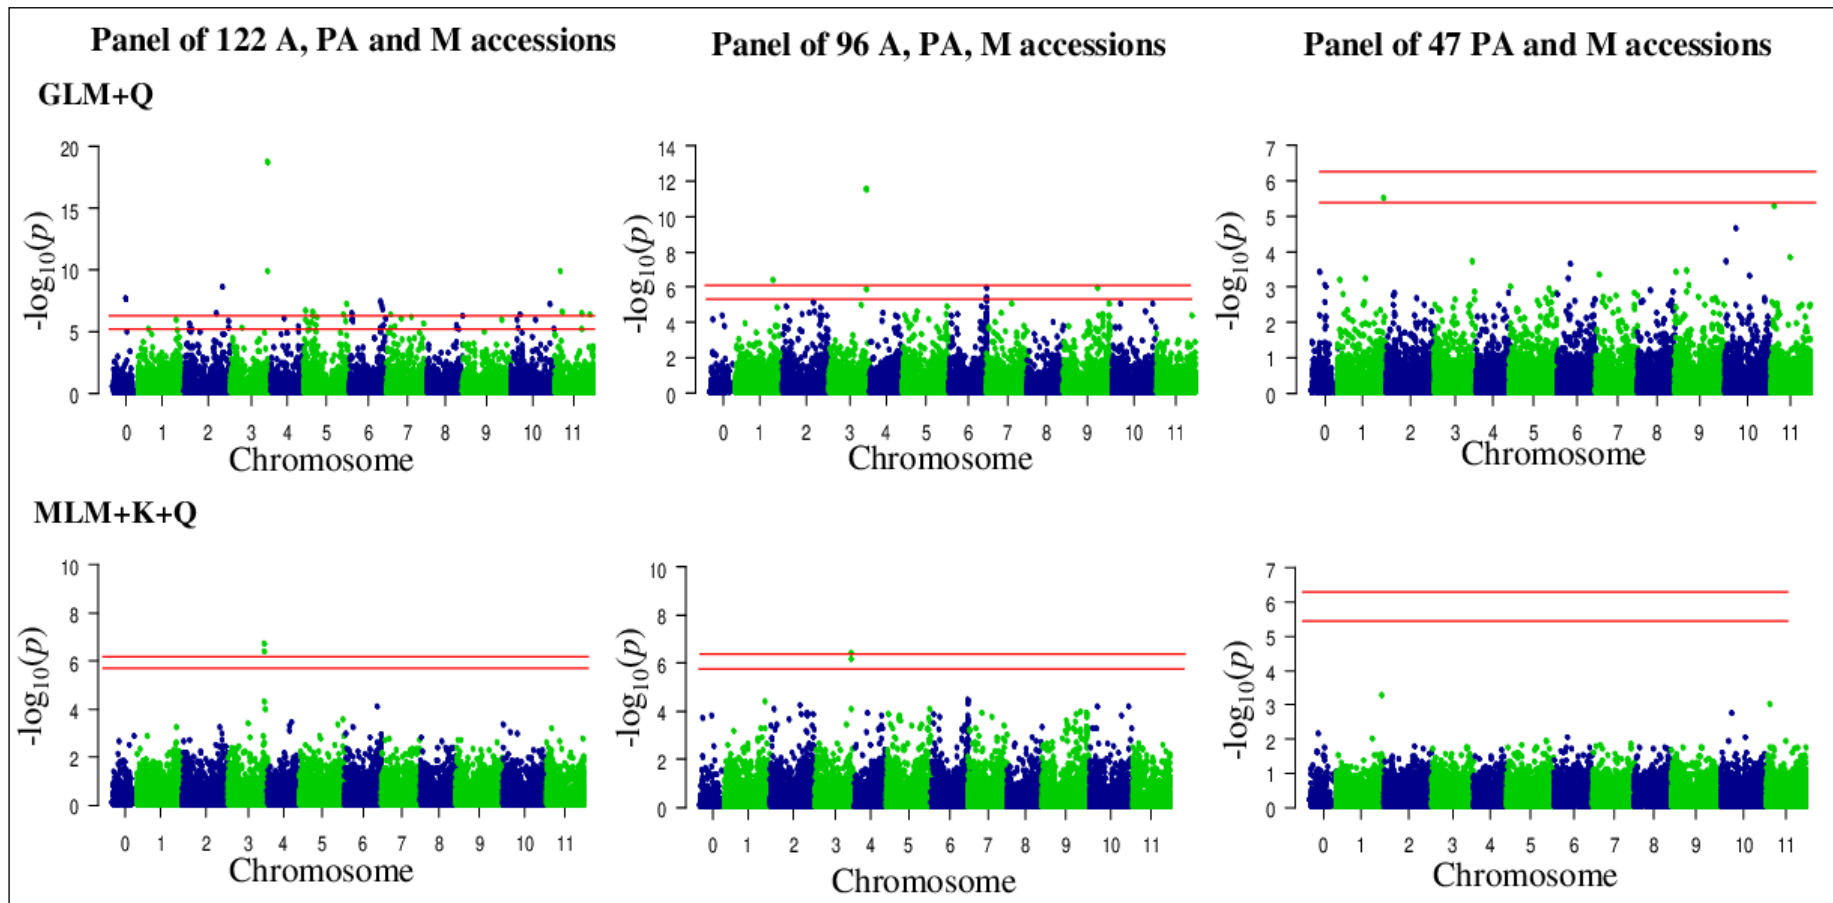 Panel of 122 A, PA and M accessions
Panel of 96 A, PA, M accessions
Panel of 47 PA and M accessions
GLM+Q
-log10(p)
20
15
10
5
0
0 1 2 3 4 5 6 7 8 9 10 11
Chromosome
-log10(p)
14
12
10
8
6
4
2
0
0 1 2 3 4 5 6 7 8 9 10 11
Chromosome
-log10(p)
7
6
5
4
3
2
1
0
0 1 2 3 4 5 6 7 8 9 10 11
Chromosome
MLM+K+Q
-log10(p)
10
8
6
4
2
0
0 1 2 3 4 5 6 7 8 9 10 11
Chromosome
-log10(p)
10
8
6
4
2
0
0 1 2 3 4 5 6 7 8 9 10 11
Chromosome
-log10(p)
7
6
5
4
3
2
1
0
0 1 2 3 4 5 6 7 8 9 10 11
Chromosome